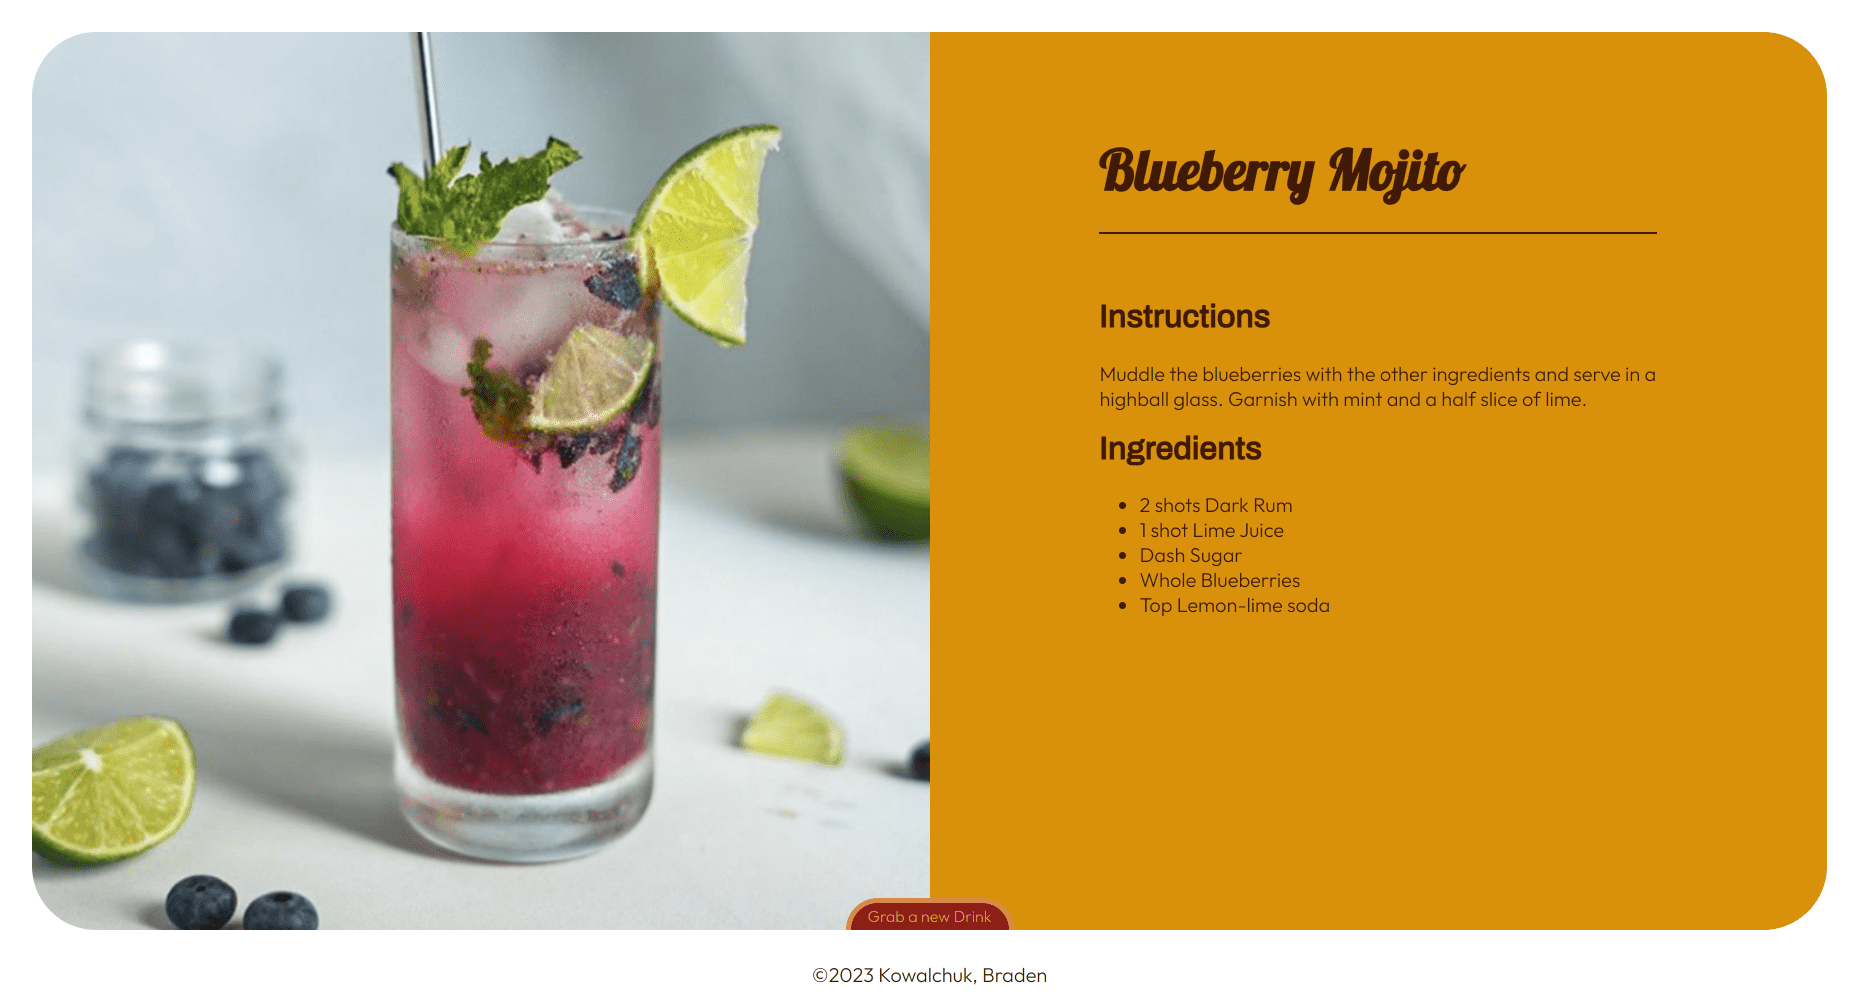 Blueberry Mojito
Instructions
Muddle the blueberries with the other ingredients and serve in a
highball glass. Garnish with mint and a half slice of lime.
Ingredients
2 shots Dark Rum
1 shot Lime Juice
Dash Sugar
Whole Blueberries
Top Lemon-lime soda
Grab a new Drink
©2023 Kowalchuk, Braden